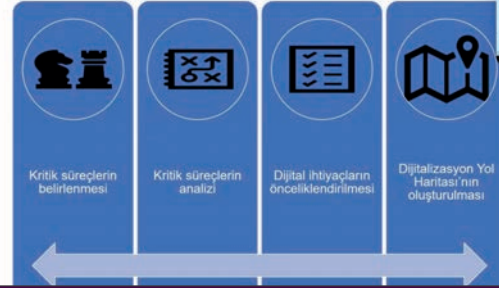 Kritik süreçlerin
belirlenmesi
Kritik süreçlerin
analizi
Dijital ihtiyaçların
önceliklendirilmesi
Dijitalizasyon Yol
Haritası'nın
oluşturulması